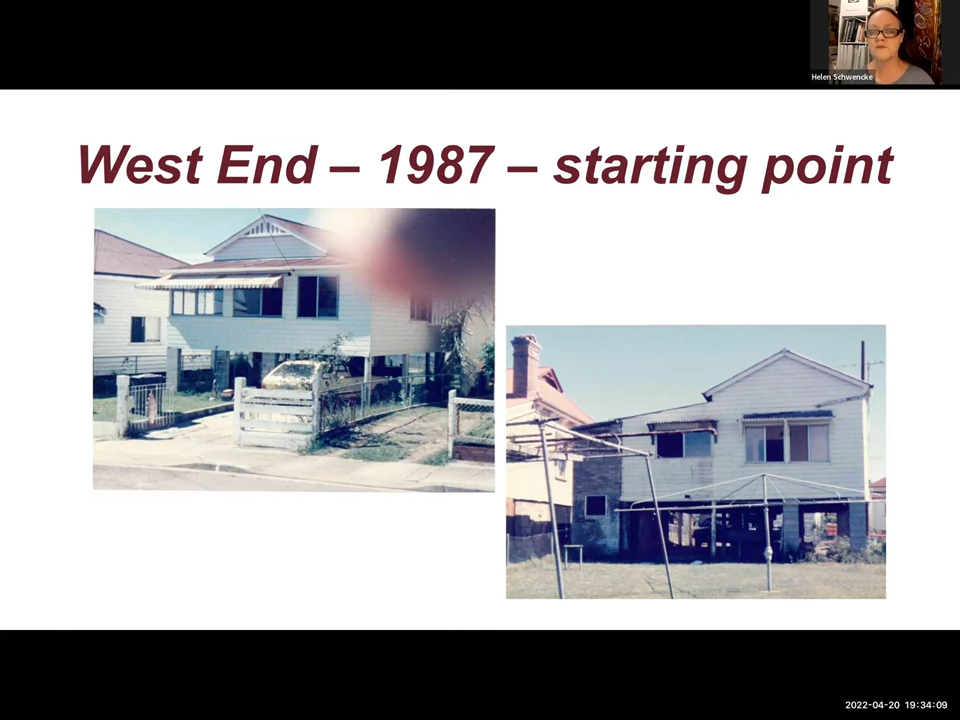 Helen Schwencke
West End – 1987 – starting point
2022-04-20 19:34:09